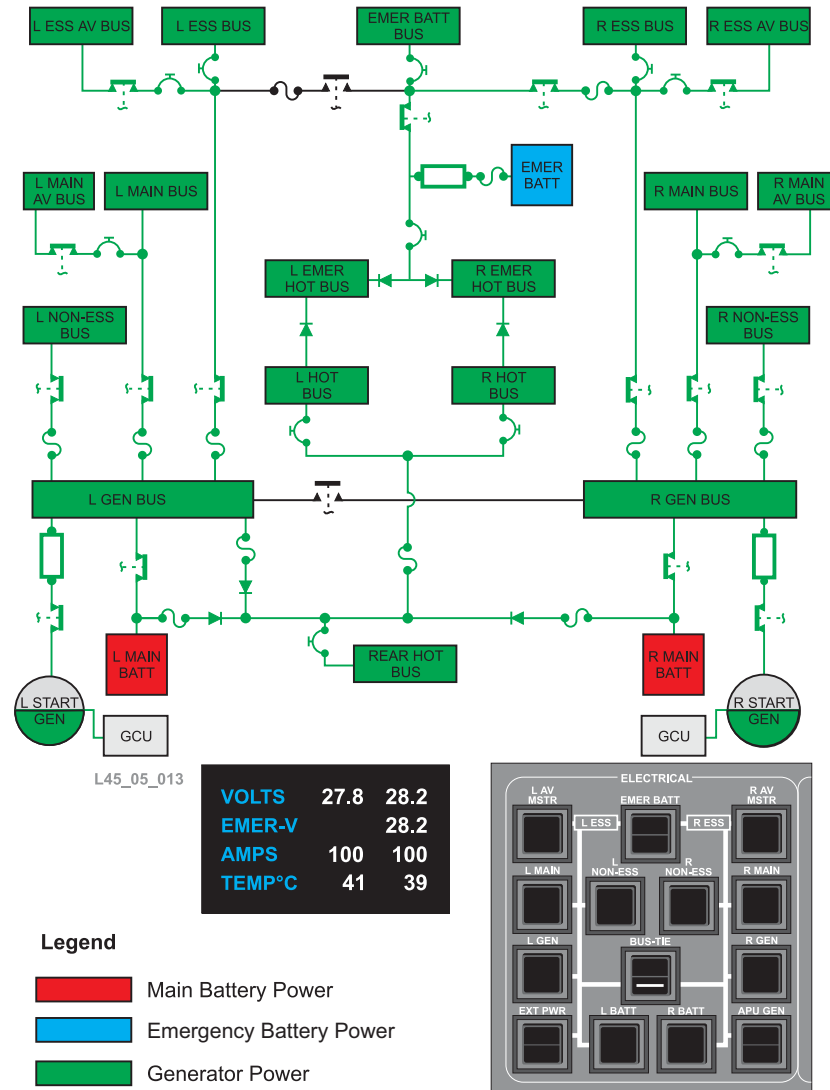 L ESS AV BUS
L ESS BUS
EMER BATT
BUS
R ESS BUS
R ESS AV BUS
EMER
BATT
L MAIN
AV BUS
L MAIN BUS
R MAIN BUS
R MAIN
AV BUS
L EMER
HOT BUS
R EMER
HOT BUS
L NON-ESS
BUS
R NON-ESS
BUS
L HOT
BUS
R HOT
BUS
L GEN BUS
R GEN BUS
L MAIN
BATT
REAR HOT
BUS
R MAIN
BATT
L START
GEN
GCU
GCU
R START
GEN
L45_05_013
VOLTS 27.8 28.2
EMER-V 28.2
AMPS 100 100
TEMP°C 41 39
ELECTRICAL
L AV
MSTR
EMER BATT
R AV
MSTR
L ESS
R ESS
L MAIN
L
NON-ESS
R
NON-ESS
R MAIN
L GEN
BUS-TIE
R GEN
EXT PWR
L BATT
R BATT
APU GEN
Legend
Main Battery Power
Emergency Battery Power
Generator Power